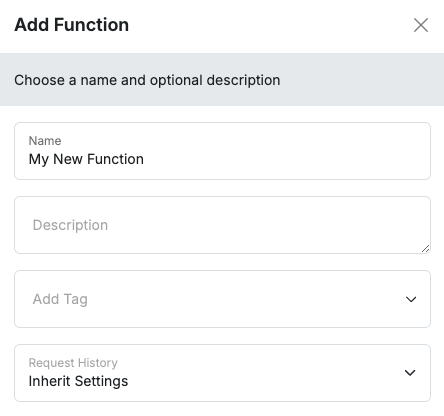 Add Function
Choose a name and optional description
Name
My New Function
Description
Add Tag
Request History
Inherit Settings